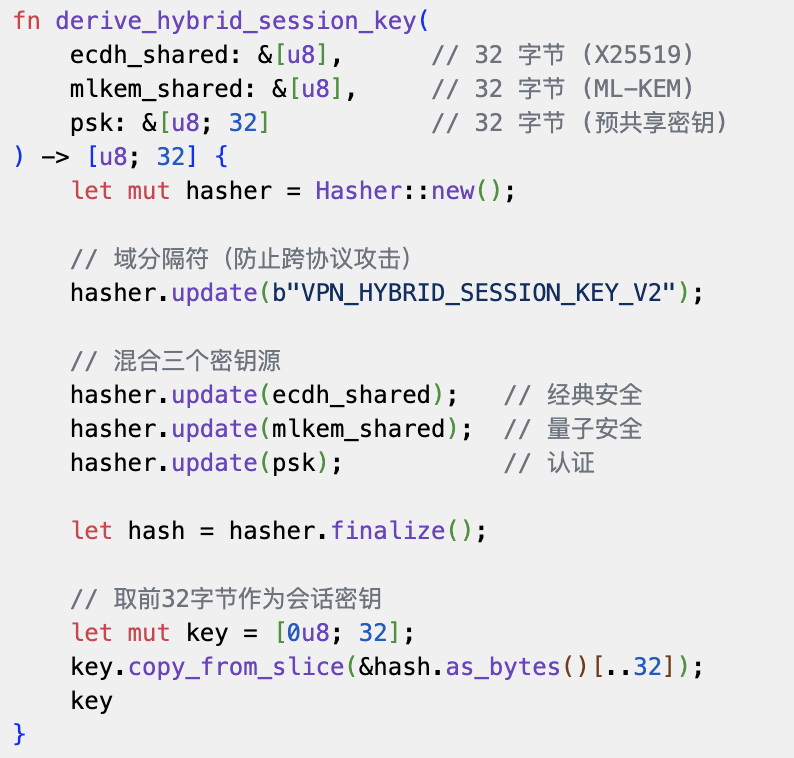 fn derive_hybrid_session_key(
    ecdh_shared: &[u8],      // 32 字节 (X25519)
    mlkem_shared: &[u8],     // 32 字节 (ML-KEM)
    psk: &[u8; 32]           // 32 字节 (预共享密钥)
) -> [u8; 32] {
    let mut hasher = Hasher::new();

    // 域分隔符（防止跨协议攻击）
    hasher.update(b"VPN_HYBRID_SESSION_KEY_V2");

    // 混合三个密钥源
    hasher.update(ecdh_shared);   // 经典安全
    hasher.update(mlkem_shared);  // 量子安全
    hasher.update(psk);           // 认证

    let hash = hasher.finalize();

    // 取前32字节作为会话密钥
    let mut key = [0u8; 32];
    key.copy_from_slice(&hash.as_bytes()[..32]);
    key
}